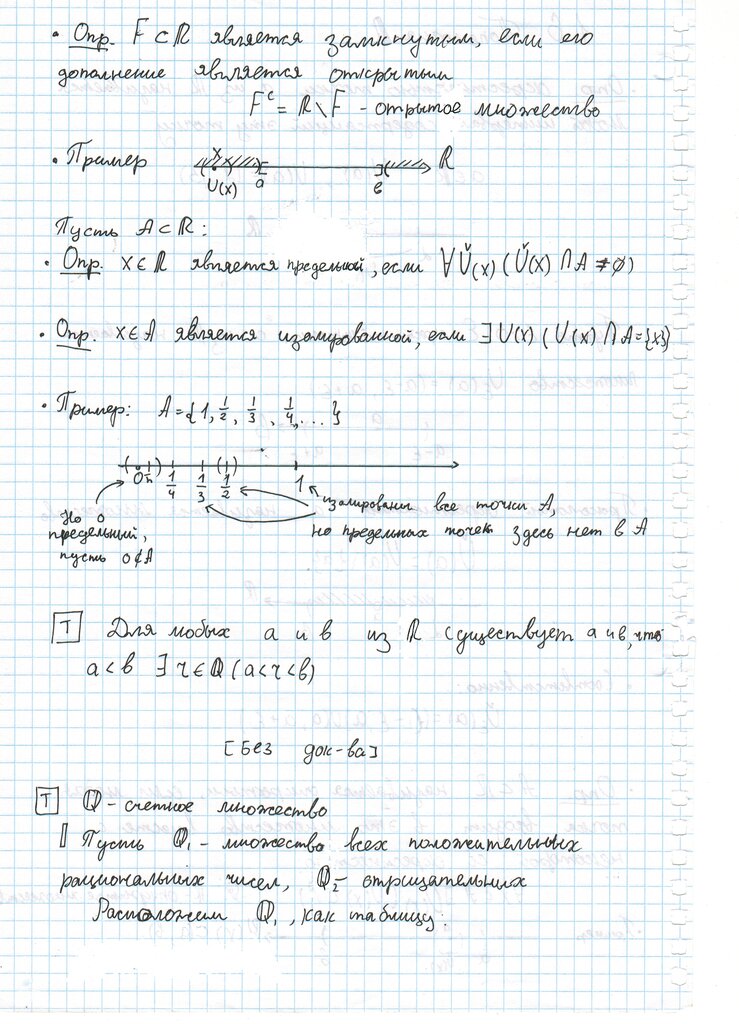 • Опр. F⊂ℝ является замкнутым, если его
дополнение является открытым
Fᶜ = ℝ \ F - отрытое множество
• Пример
x ℝ
U(x) a в
Пусть A⊂ℝ:
• Опр. x∈ℝ является предельной, если ∀Ŭ(x) (Ŭ(x) ∩ A ≠ ∅)
• Опр. x∈A является изолированной, если ∃U(x) (U(x) ∩ A = {x})
• Пример: A = {1, 1/2, 1/3, 1/4, ...}
0 1/n 1/4 1/3 1/2 1
изолированы все точки A,
но предельных точек здесь нет в A
Но 0
предельный,
пусть 0∉A
T Для любых a и в из ℝ существует a и в, что
a < в ∃ r∈ℚ (a < r < в)
[Без док-ва]
T ℚ - счетное множество
▯ Пусть ℚ₁ - множество всех положительных
рациональных чисел, ℚ₂ - отрицательных
Расположим ℚ₁, как таблицу: